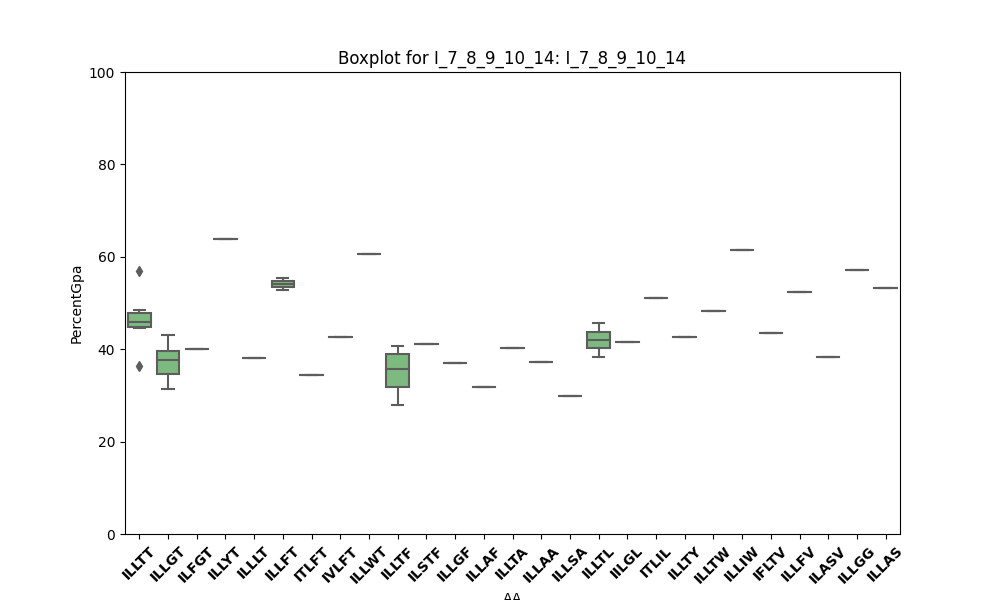 Boxplot for I_7_8_9_10_14: I_7_8_9_10_14
100
80
60
40
20
0
PercentGpa
ILLTT ILLGT ILFGT ILLYT ILLLT ILLFT ITLFT IVLFT ILLWT ILLTF ILSTF ILLGF ILLAF ILLTA ILLAA ILLSA ILLTL IILGL ITLIL ILLTY ILLTW ILLIW IFLTV ILLFV ILASV ILLGG ILLAS
AA